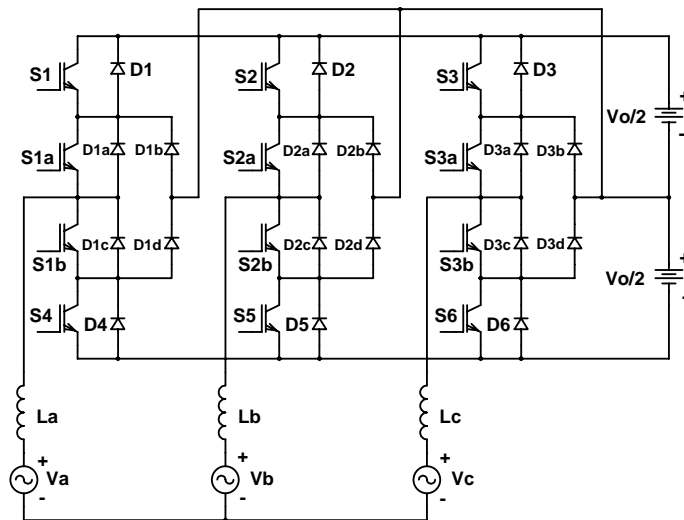 S1 D1 S2 D2 S3 D3
+
Vo/2
-
S1a D1a D1b S2a D2a D2b S3a D3a D3b
S1b D1c D1d S2b D2c D2d S3b D3c D3d
+
Vo/2
-
S4 D4 S5 D5 S6 D6
La Lb Lc
+ + +
Va Vb Vc
- - -